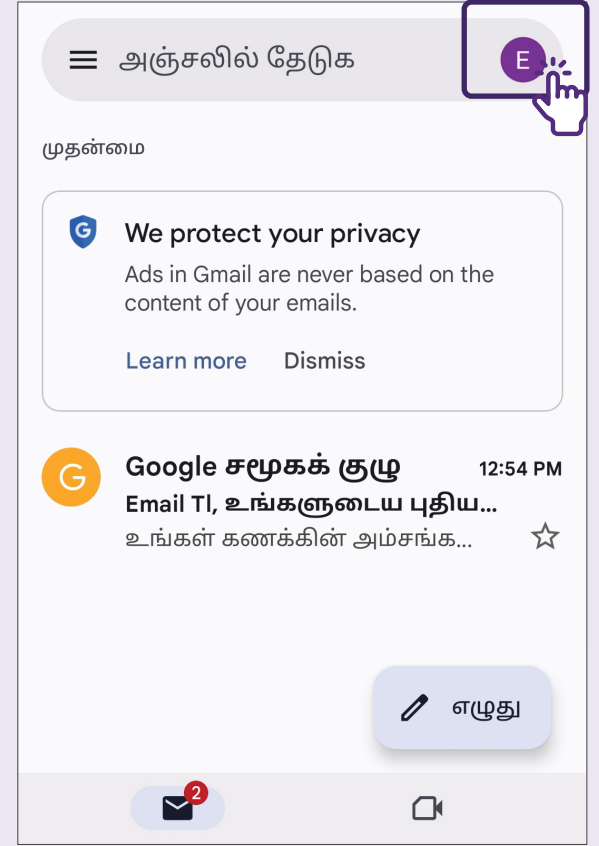 அஞ்சலில் தேடுக
E
முதன்மை
G
We protect your privacy
Ads in Gmail are never based on the
content of your emails.
Learn more Dismiss
G
Google சமூகக் குழு 12:54 PM
Email Tl, உங்களுடைய புதிய...
உங்கள் கணக்கின் அம்சங்க...
எழுது
2